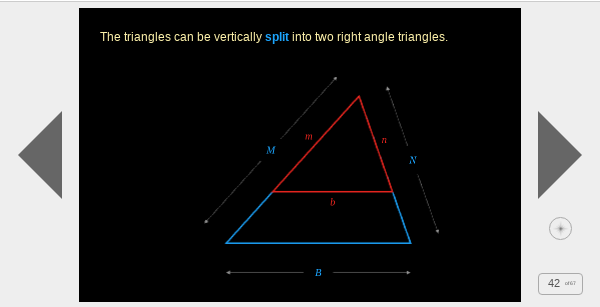 The triangles can be vertically split into two right angle triangles.
m
n
M
N
b
B
42 of 67